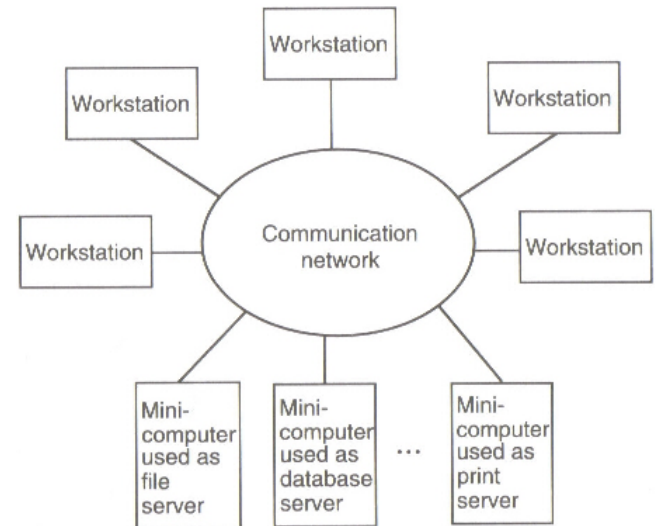 Workstation
Workstation
Workstation
Communication
network
Workstation
Workstation
Mini-
computer
used as
file
server
Mini-
computer
used as
database
server
...
Mini-
computer
used as
print
server